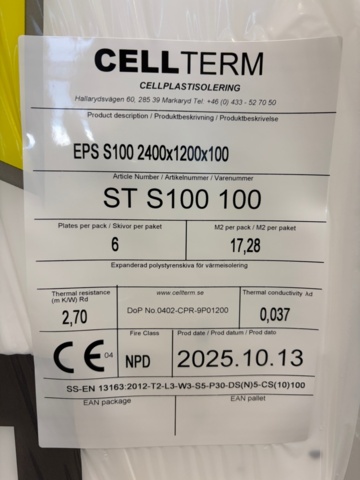 CELLTERM
CELLPLASTISOLERING
Hallarydsvägen 60, 285 39 Markaryd Tel. +46 (0) 433 - 52 70 50
Product description / Produktbeskrivning / Produktbeskrivelse
EPS S100 2400x1200x100
Article Number / Artikelnummer / Varenummer
ST S100 100
Plates per pack / Skivor per paket
M2 per pack / M2 per paket
6
17,28
Expanderad polystyrenskiva för värmeisolering
Thermal resistance
(m K/W) Rd
www.cellterm.se
Thermal conductivity λd
2,70
DoP No.0402-CPR-9P01200
0,037
CE 04
Fire Class
NPD
Prod date / Prod datum / Prod dato
2025.10.13
SS-EN 13163:2012-T2-L3-W3-S5-P30-DS(N)5-CS(10)100
EAN package
EAN pallet